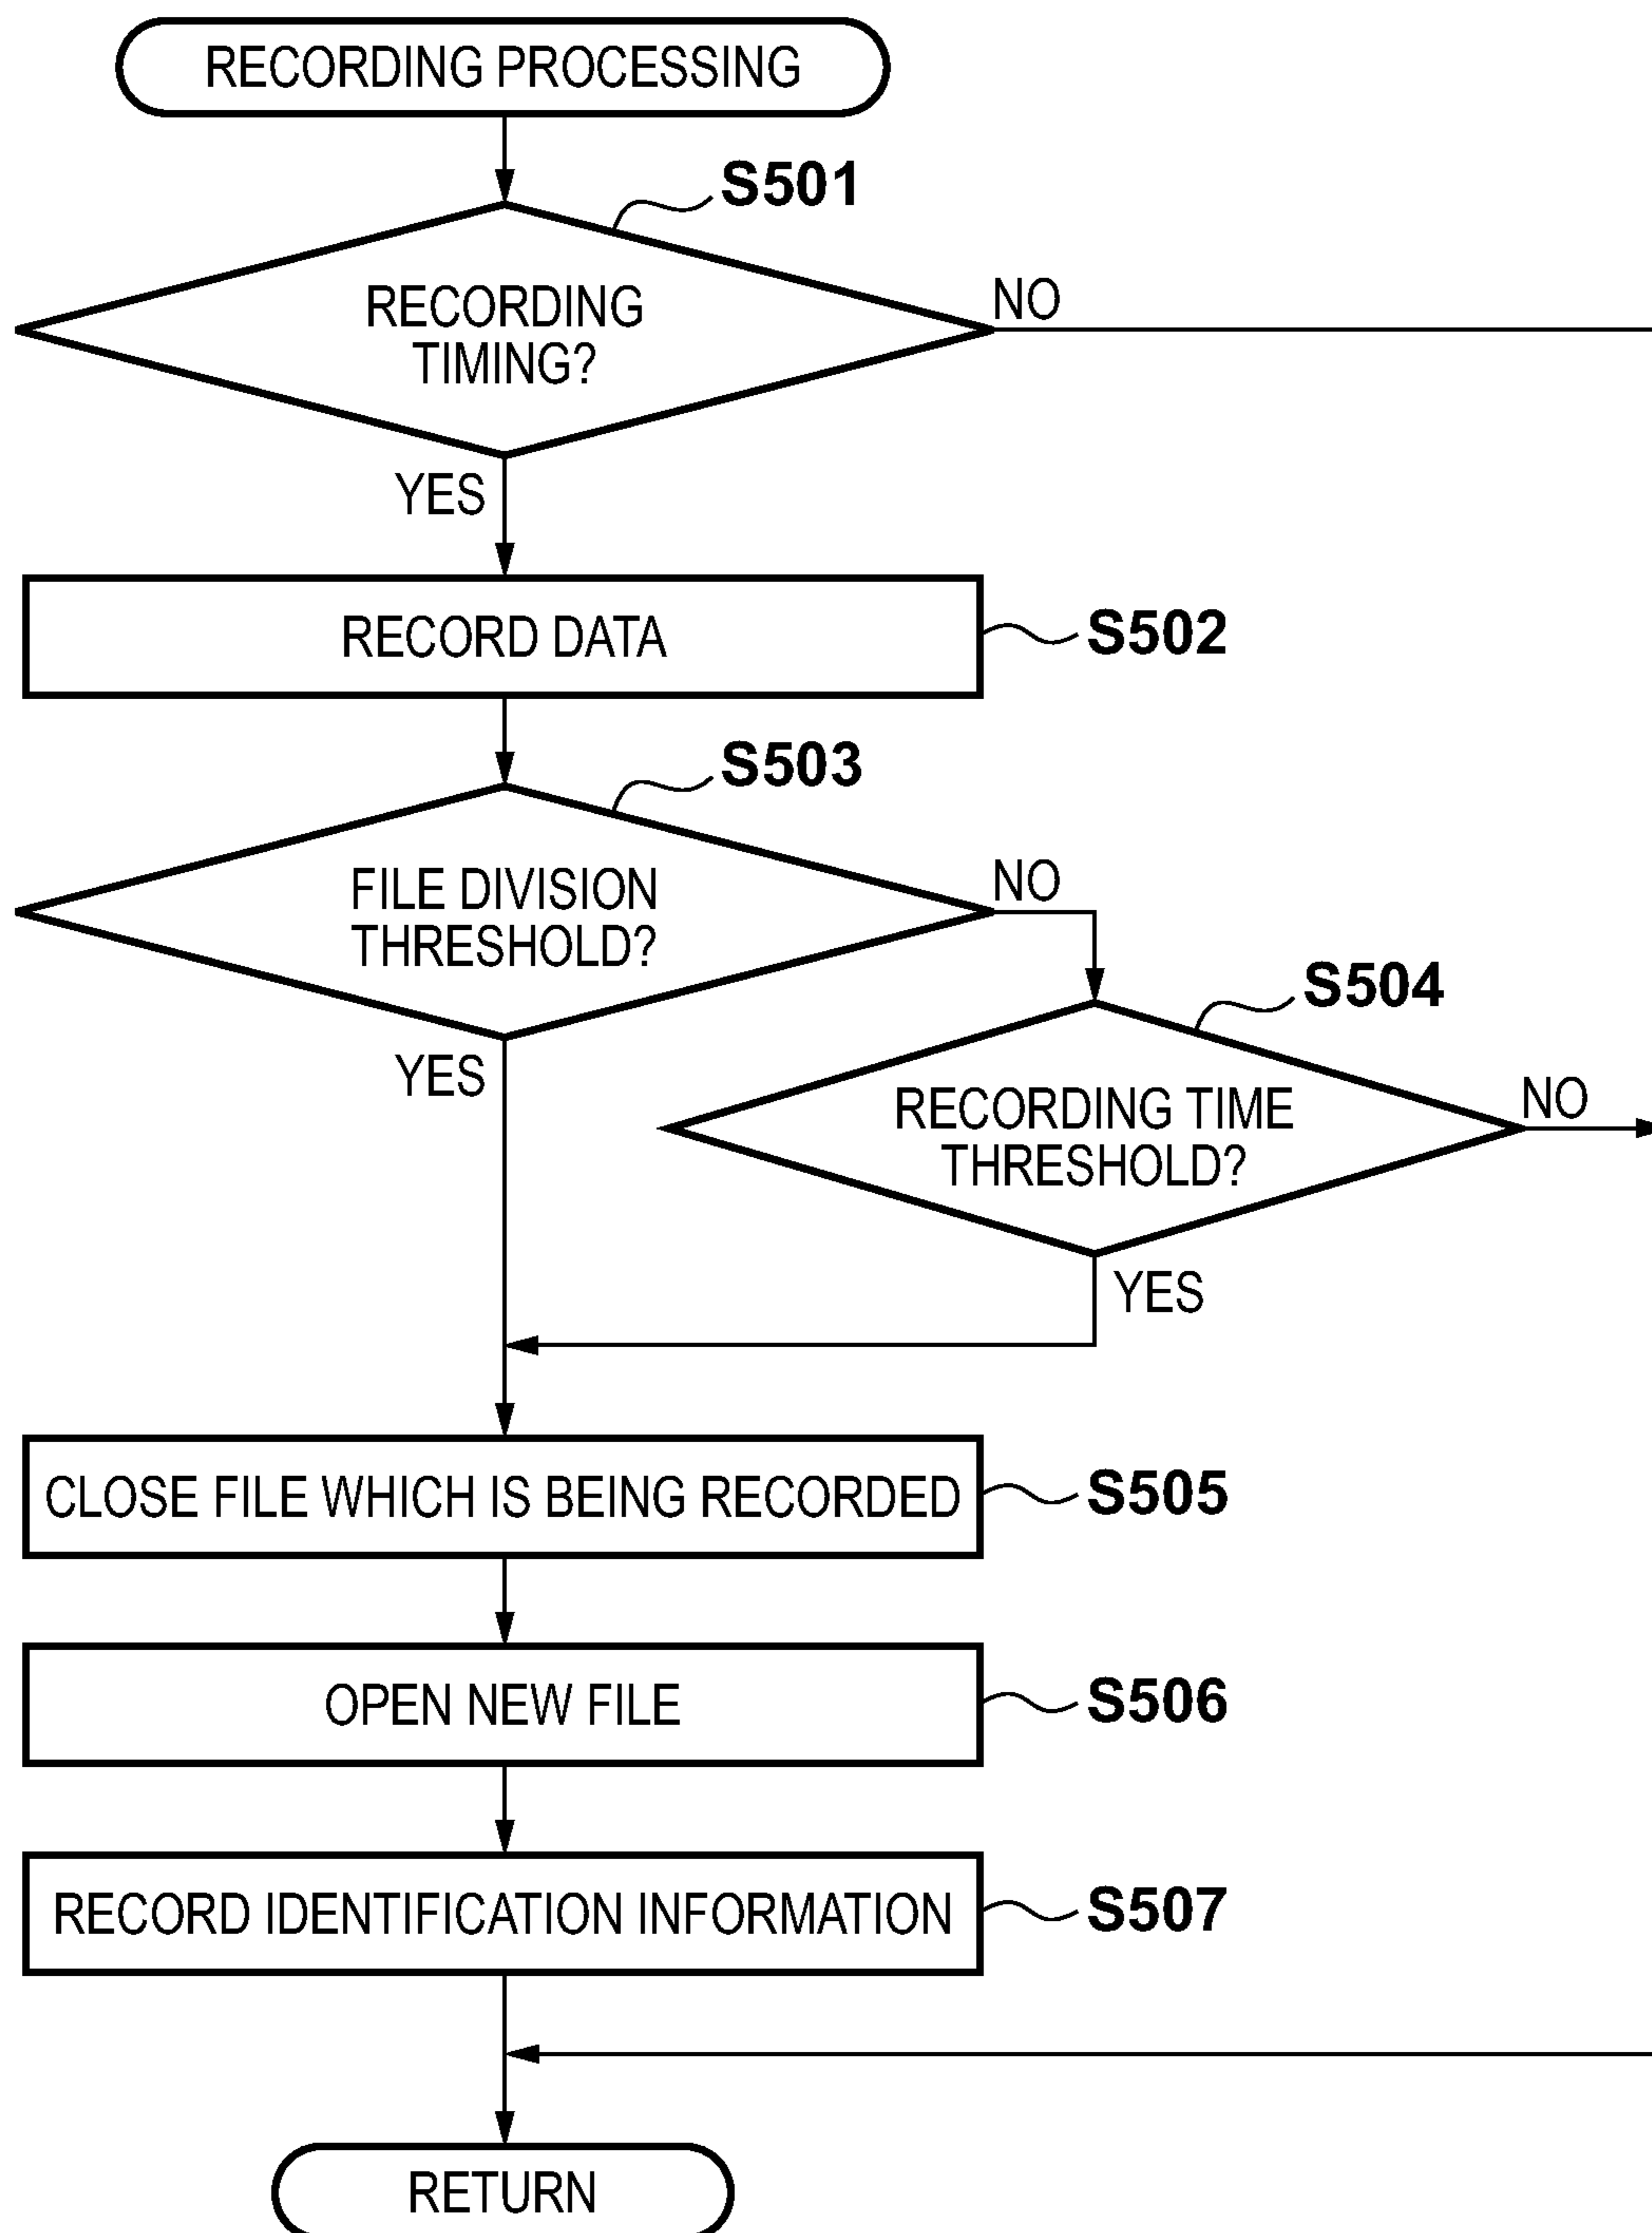 RECORDING PROCESSING
S501
RECORDING
TIMING?
NO
YES
RECORD DATA
S502
S503
FILE DIVISION
THRESHOLD?
NO
YES
S504
RECORDING TIME
THRESHOLD?
NO
YES
CLOSE FILE WHICH IS BEING RECORDED
S505
OPEN NEW FILE
S506
RECORD IDENTIFICATION INFORMATION
S507
RETURN